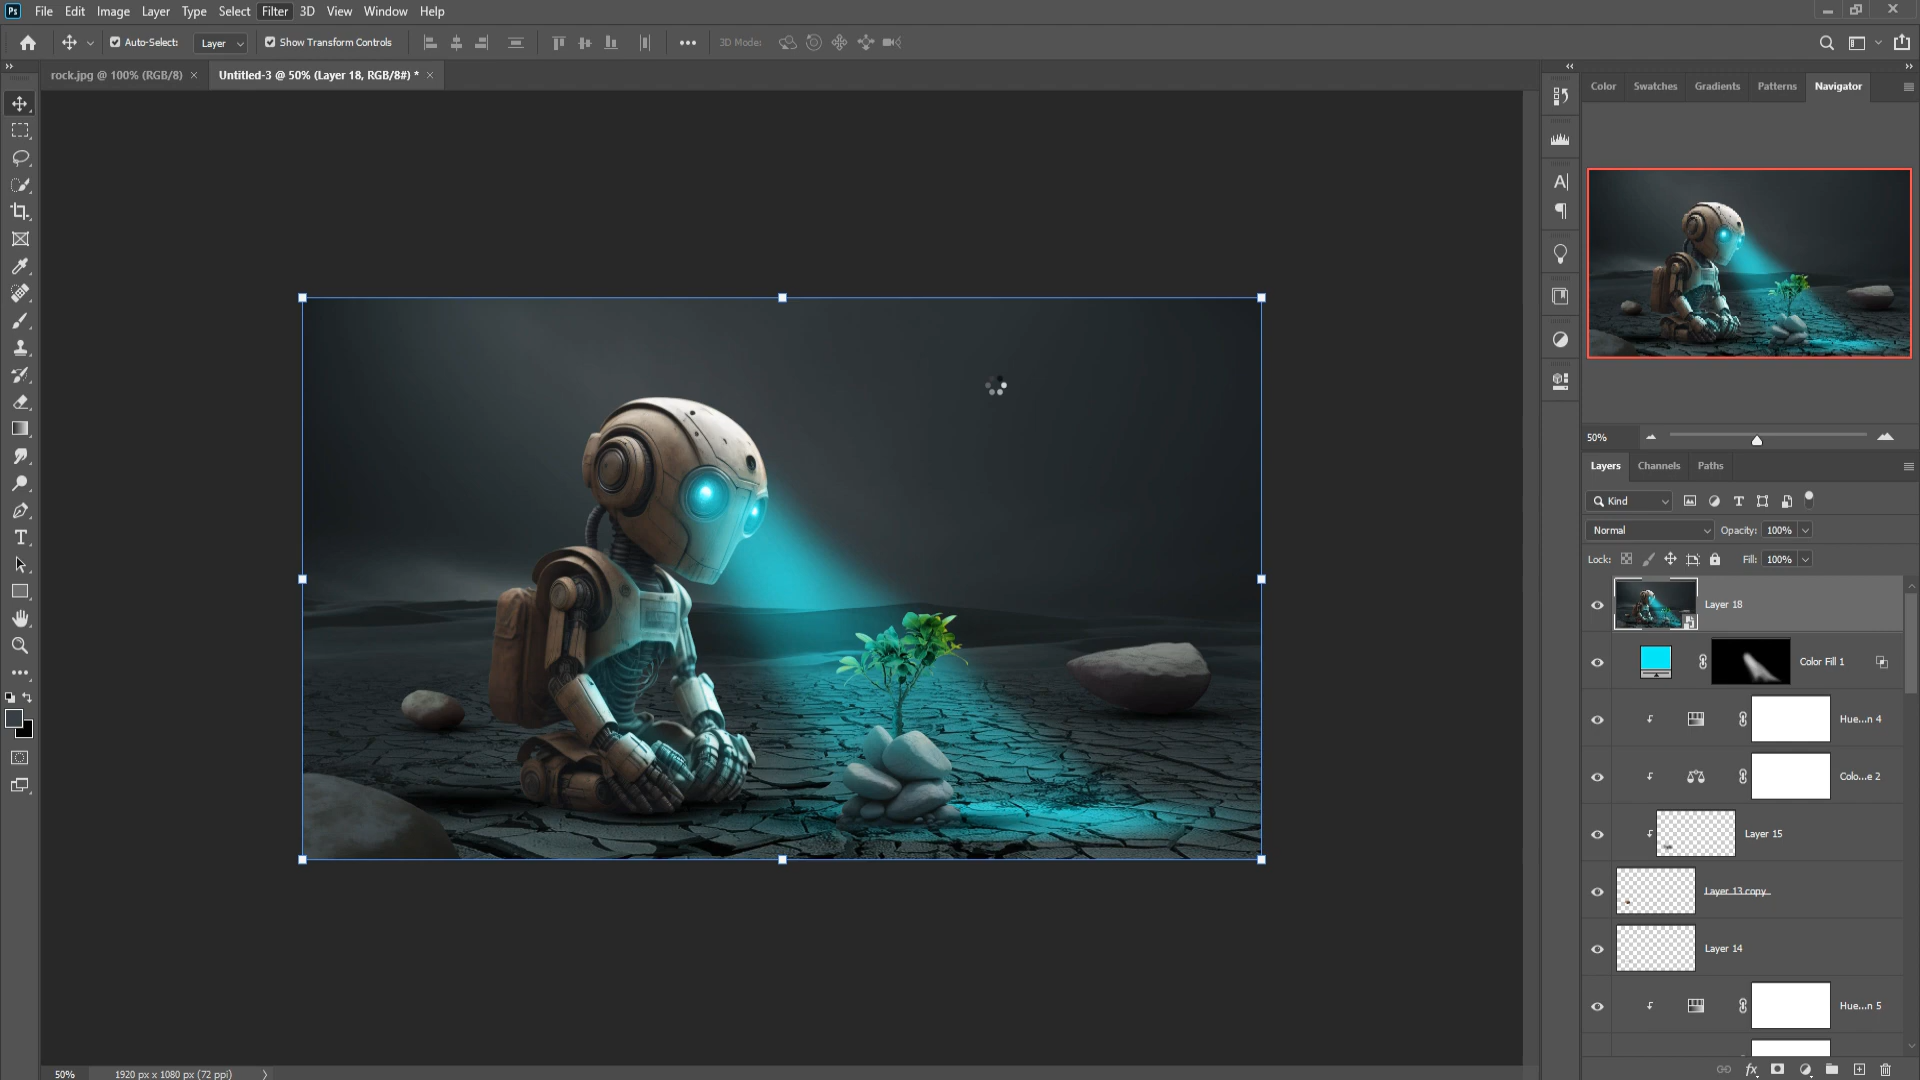 Ps File Edit Image Layer Type Select Filter 3D View Window Help
Auto-Select: Layer Show Transform Controls 3D Mode:
rock.jpg @ 100% (RGB/8) × Untitled-3 @ 50% (Layer 18, RGB/8#) * ×
Color Swatches Gradients Patterns Navigator
50%
Layers Channels Paths
Kind
Normal Opacity: 100%
Lock: Fill: 100%
Layer 18
Color Fill 1
Hue...n 4
Colo...e 2
Layer 15
Layer 13 copy
Layer 14
Hue...n 5
50% 1920 px x 1080 px (72 ppi)